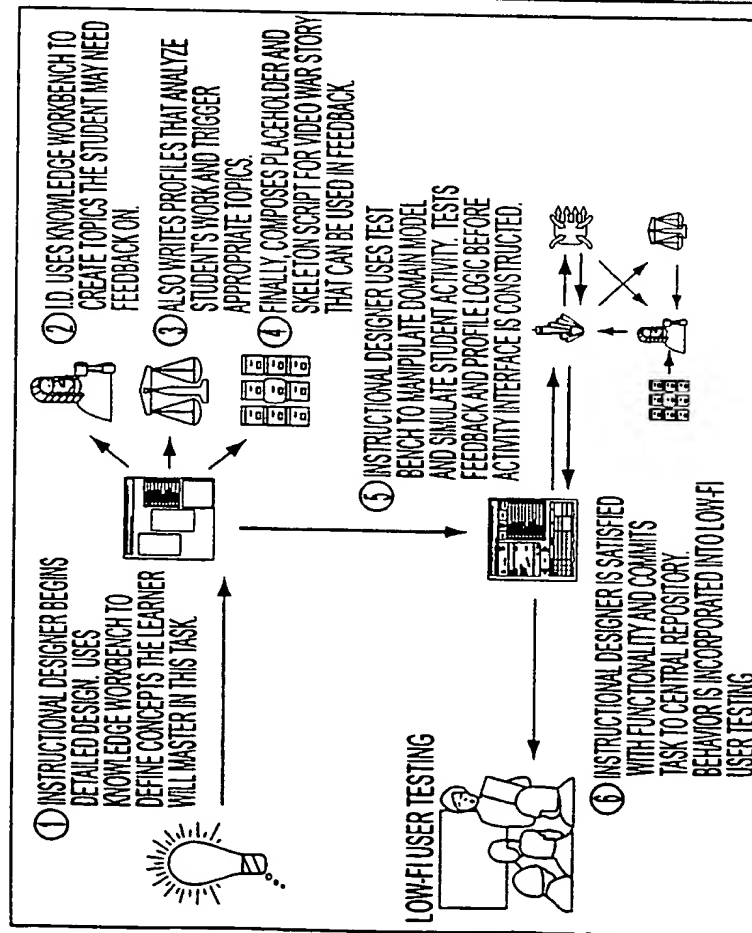 ① INSTRUCTIONAL DESIGNER BEGINS
DETAILED DESIGN. USES
KNOWLEDGE WORKBENCH TO
DEFINE CONCEPTS THE LEARNER
WILL MASTER IN THIS TASK.
② I.D. USES KNOWLEDGE WORKBENCH TO
CREATE TOPICS THE STUDENT MAY NEED
FEEDBACK ON.
③ ALSO WRITES PROFILES THAT ANALYZE
STUDENTS WORK AND TRIGGER
APPROPRIATE TOPICS.
④ FINALLY, COMPOSES PLACEHOLDER AND
SKELETON SCRIPT FOR VIDEO WAR STORY
THAT CAN BE USED IN FEEDBACK.
⑤ INSTRUCTIONAL DESIGNER USES TEST
BENCH TO MANIPULATE DOMAIN MODEL
AND SIMULATE STUDENT ACTIVITY. TESTS
FEEDBACK AND PROFILE LOGIC BEFORE
ACTIVITY INTERFACE IS CONSTRUCTED.
LOW-FI USER TESTING
⑥ INSTRUCTIONAL DESIGNER IS SATISFIED
WITH FUNCTIONALITY AND COMMITS
TASK TO CENTRAL REPOSITORY.
BEHAVIOR IS INCORPORATED INTO LOW-FI
USER TESTING